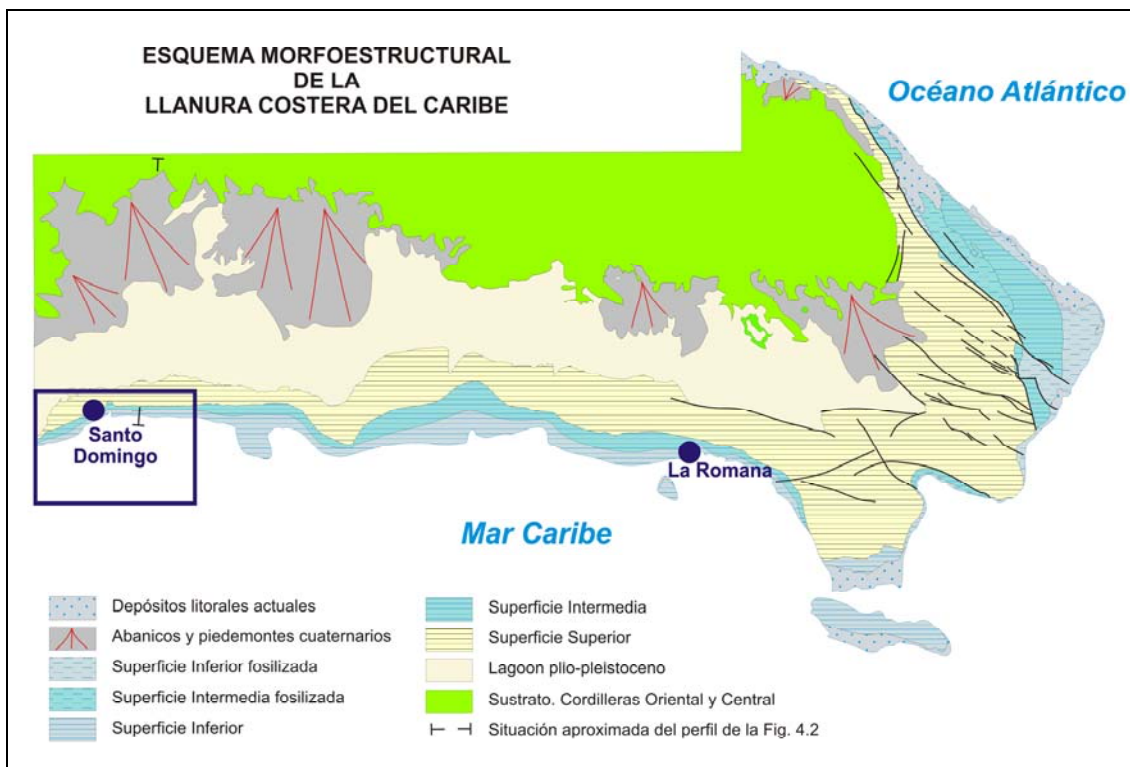 ESQUEMA MORFOESTRUCTURAL
DE LA
LLANURA COSTERA DEL CARIBE
Océano Atlántico
Santo
Domingo
La Romana
Mar Caribe
Depósitos litorales actuales
Abanicos y piedemontes cuaternarios
Superficie Inferior fosilizada
Superficie Intermedia fosilizada
Superficie Inferior
Superficie Intermedia
Superficie Superior
Lagoon plio-pleistoceno
Sustrato. Cordilleras Oriental y Central
Situación aproximada del perfil de la Fig. 4.2